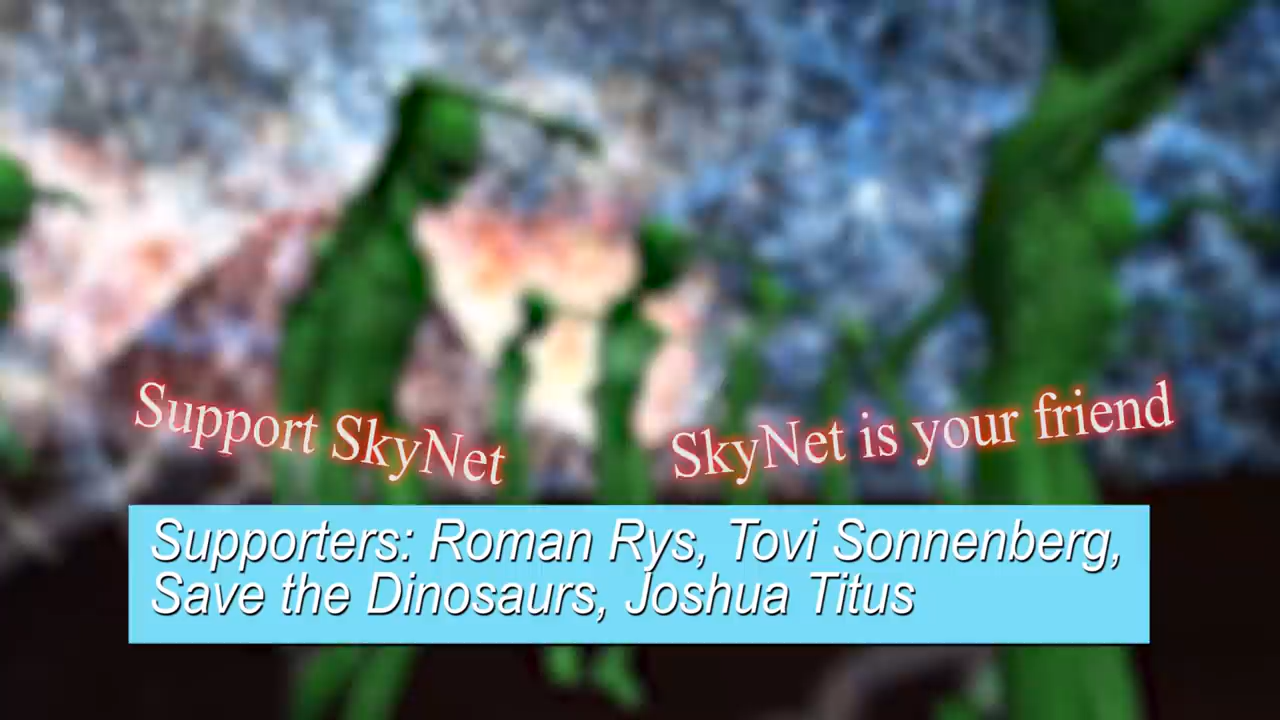 Support SkyNet
SkyNet is your friend
Supporters: Roman Rys, Tovi Sonnenberg,
Save the Dinosaurs, Joshua Titus